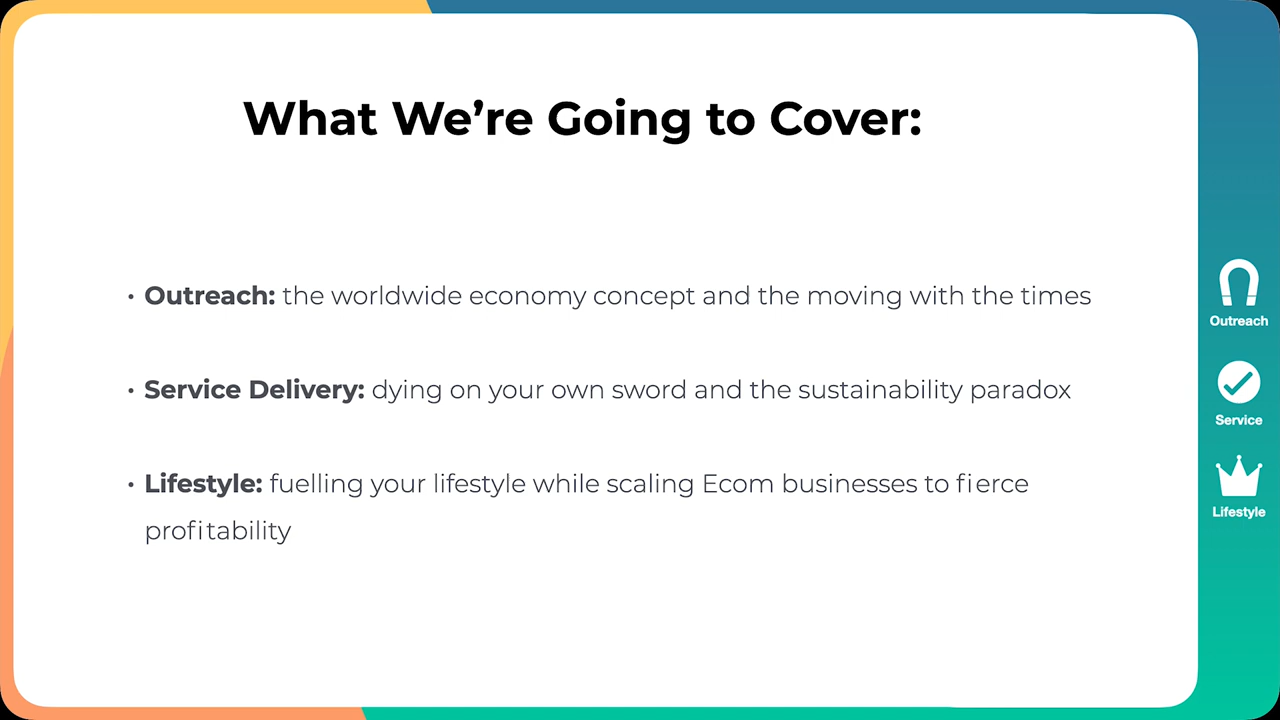 What We’re Going to Cover:
• Outreach: the worldwide economy concept and the moving with the times
• Service Delivery: dying on your own sword and the sustainability paradox
• Lifestyle: fuelling your lifestyle while scaling Ecom businesses to fierce
profitability
Outreach
Service
Lifestyle